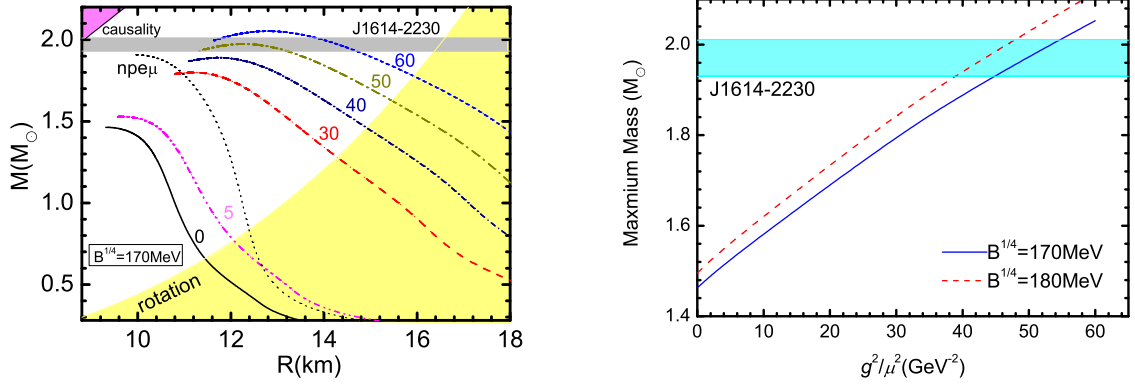 causality
J1614-2230
npeμ
60
50
40
30
5
0
B1/4=170MeV
rotation
2.0
1.5
1.0
0.5
M(M⊙)
10 12 14 16 18
R(km)
J1614-2230
B1/4=170MeV
B1/4=180MeV
2.0
1.8
1.6
1.4
Maxmium Mass (M⊙)
0 10 20 30 40 50 60
g2/μ2(GeV-2)